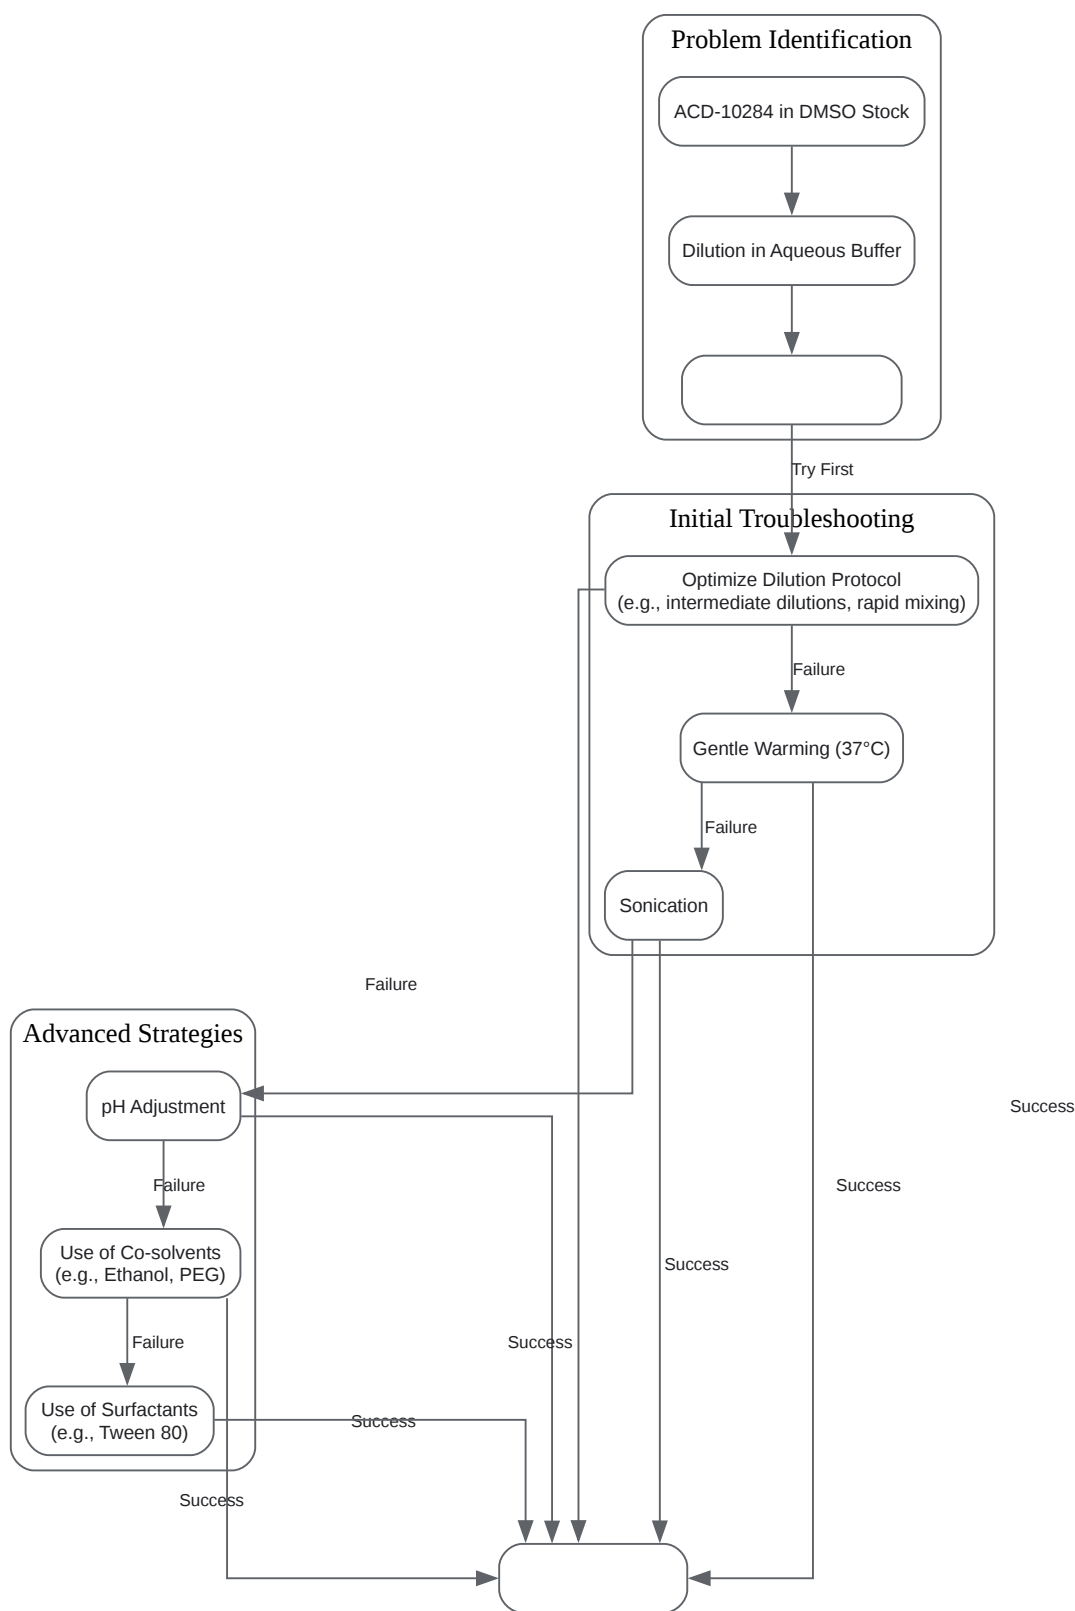 Problem Identification
ACD-10284 in DMSO Stock
Dilution in Aqueous Buffer
Try First
Initial Troubleshooting
Optimize Dilution Protocol
(e.g., intermediate dilutions, rapid mixing)
Failure
Gentle Warming (37°C)
Failure
Sonication
Failure
Advanced Strategies
pH Adjustment
Success
Failure
Success
Use of Co-solvents
(e.g., Ethanol, PEG)
Success
Failure
Success
Use of Surfactants
(e.g., Tween 80)
Success
Success